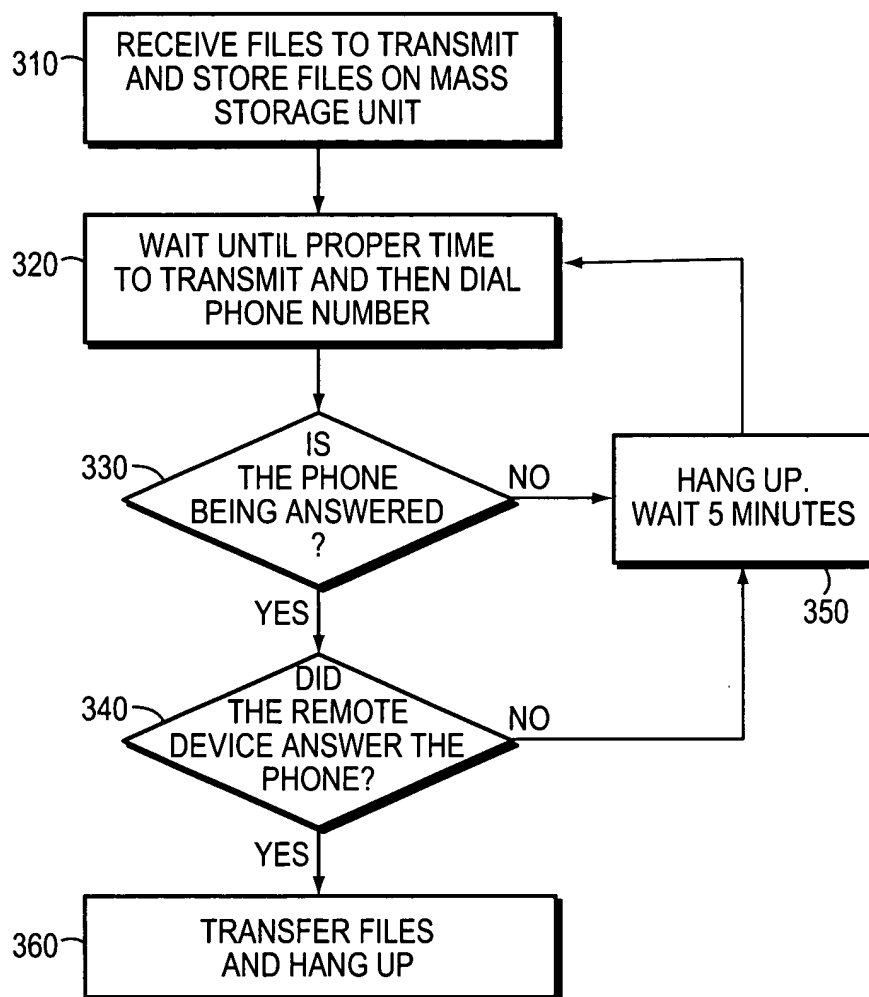 310
RECEIVE FILES TO TRANSMIT
AND STORE FILES ON MASS
STORAGE UNIT
320
WAIT UNTIL PROPER TIME
TO TRANSMIT AND THEN DIAL
PHONE NUMBER
330
IS
THE PHONE
BEING ANSWERED
?
NO
HANG UP.
WAIT 5 MINUTES
350
YES
340
DID
THE REMOTE
DEVICE ANSWER THE
PHONE?
NO
YES
360
TRANSFER FILES
AND HANG UP